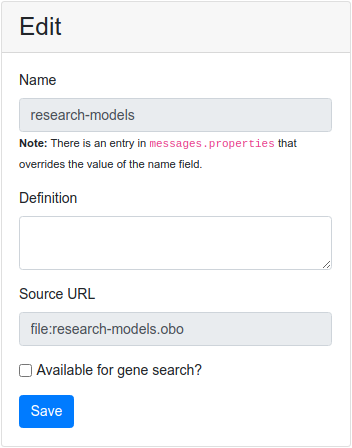 Edit
Name
research-models
Note: There is an entry in messages.properties that
overrides the value of the name field.
Definition
Source URL
file:research-models.obo
Available for gene search?
Save